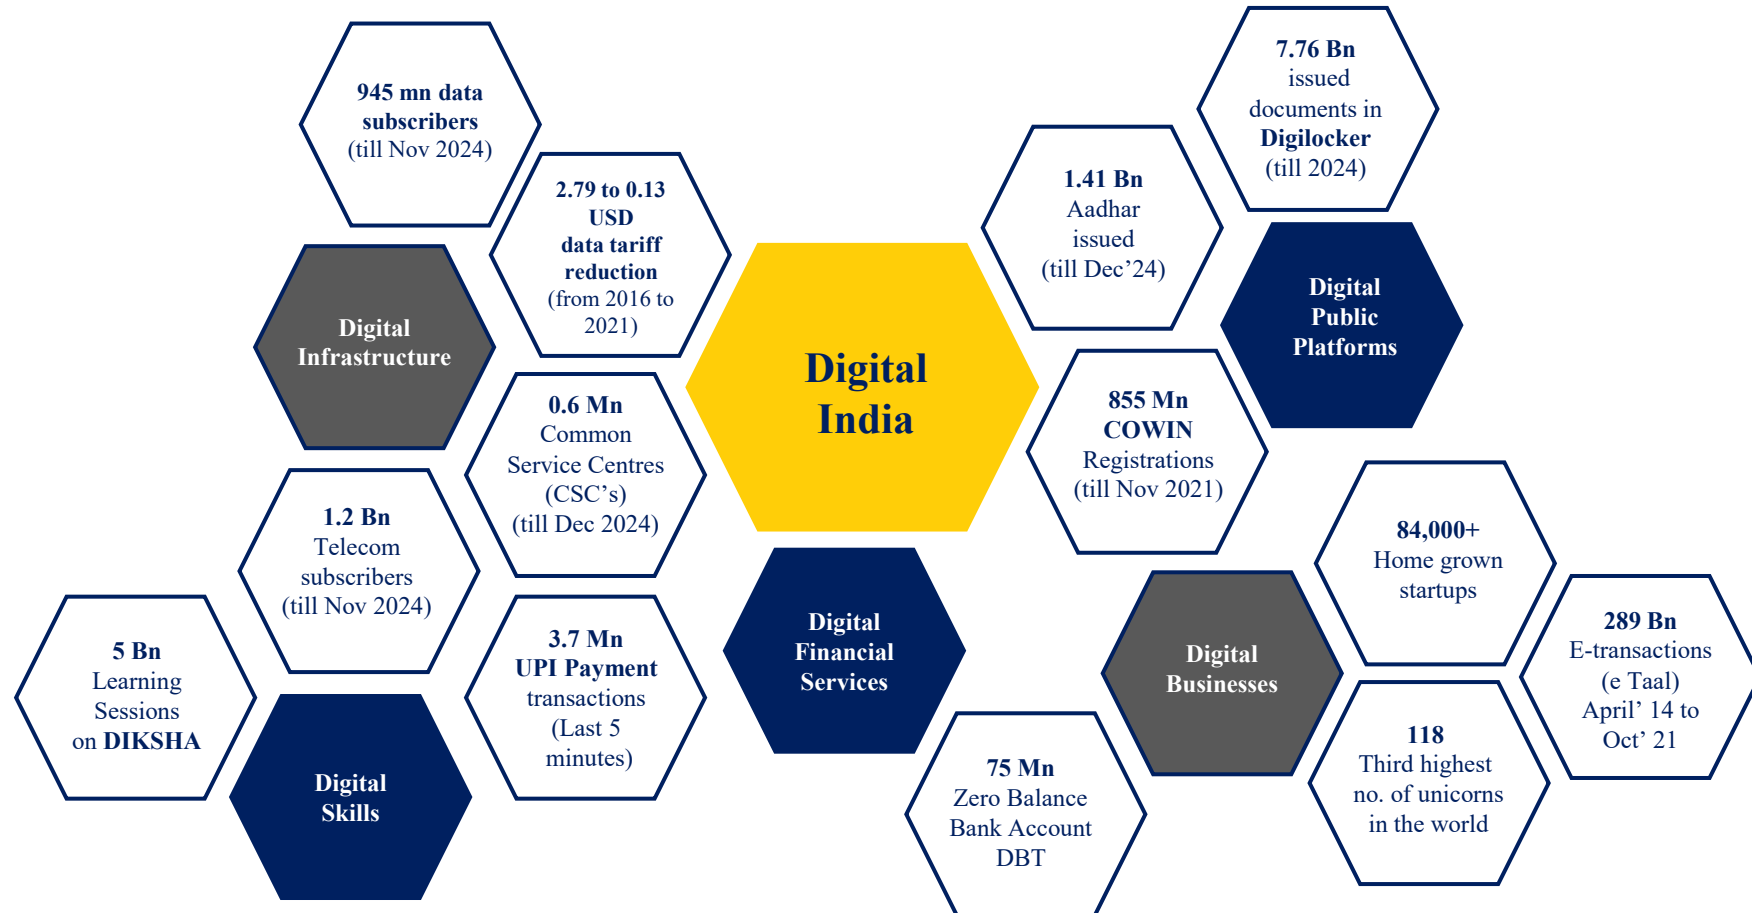 945 mn data
subscribers
(till Nov 2024)
2.79 to 0.13
USD
data tariff
reduction
(from 2016 to
2021)
Digital
Infrastructure
0.6 Mn
Common
Service Centres
(CSC’s)
(till Dec 2024)
1.2 Bn
Telecom
subscribers
(till Nov 2024)
5 Bn
Learning
Sessions
on DIKSHA
Digital
Skills
3.7 Mn
UPI Payment
transactions
(Last 5
minutes)
Digital
India
Digital
Financial
Services
75 Mn
Zero Balance
Bank Account
DBT
7.76 Bn
issued
documents in
Digilocker
(till 2024)
1.41 Bn
Aadhar
issued
(till Dec’24)
Digital
Public
Platforms
855 Mn
COWIN
Registrations
(till Nov 2021)
84,000+
Home grown
startups
Digital
Businesses
289 Bn
E-transactions
(e Taal)
April’ 14 to
Oct’ 21
118
Third highest
no. of unicorns
in the world